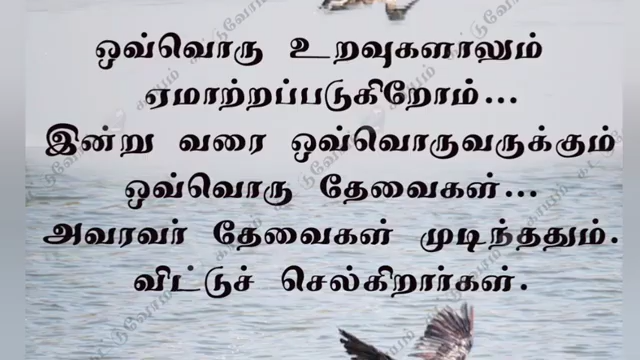 ஒவ்வொரு உறவுகளாலும்
ஏமாற்றப்படுகிறோம்...
இன்று வரை ஒவ்வொருவருக்கும்
ஒவ்வொரு தேவைகள்...
அவரவர் தேவைகள் முடிந்ததும்.
விட்டுச் செல்கிறார்கள்.